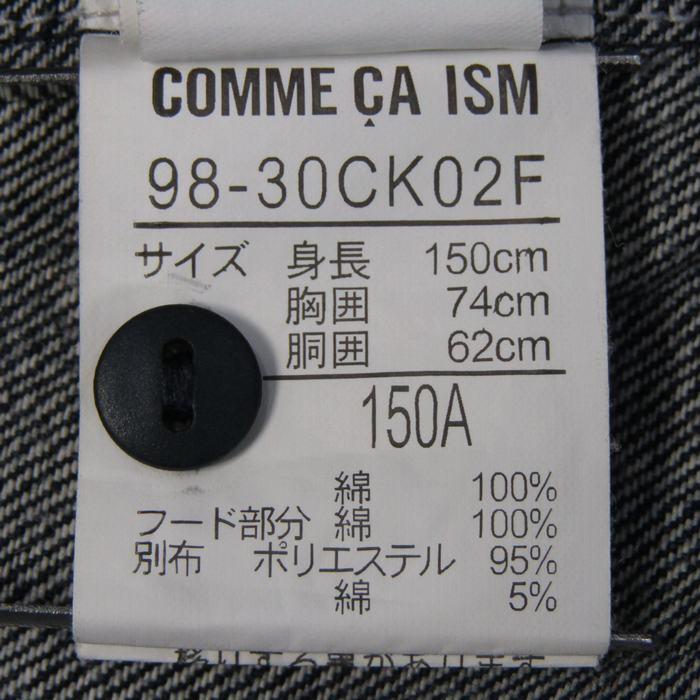 COMME ÇA ISM
98-30CK02F
サイズ 身長 150cm
胸囲 74cm
胴囲 62cm
150A
綿 100%
フード部分 綿 100%
別布 ポリエステル 95%
綿 5%